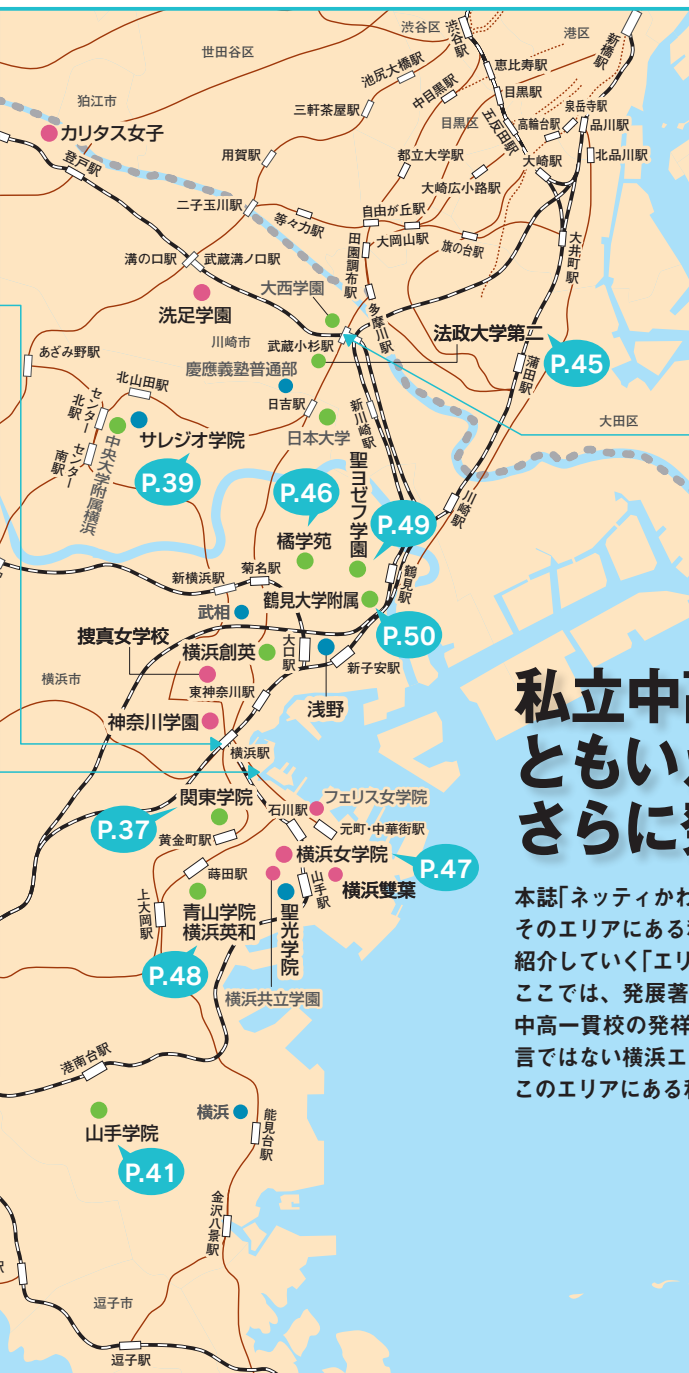 渋谷区
渋谷駅
港区
新橋駅
世田谷区
恵比寿駅
池尻大橋駅
中目黒駅
目黒駅
狛江市
三軒茶屋駅
目黒区
五反田駅
泉岳寺駅
高輪台駅
品川駅
カリタス女子
登戸駅
用賀駅
都立大学駅
大崎駅
北品川駅
大崎広小路駅
二子玉川駅
等々力駅
自由が丘駅
田園調布駅
大岡山駅
旗の台駅
大井町駅
溝の口駅
武蔵溝ノ口駅
大西学園
洗足学園
多摩川駅
川崎市
武蔵小杉駅
法政大学第二
P.45
あざみ野駅
慶應義塾普通部
蒲田駅
北山田駅
センター北駅
日吉駅
新川崎駅
大田区
センター南駅
中央大学附属横浜
サレジオ学院
日本大学
P.39
P.46
聖ヨゼフ学園
P.49
川崎駅
橘学苑
新横浜駅
菊名駅
鶴見駅
武相
鶴見大学附属
P.50
捜真女学校
横浜創英
大口駅
新子安駅
横浜市
東神奈川駅
浅野
神奈川学園
横浜駅
関東学院
石川駅
フェリス女学院
P.37
黄金町駅
元町・中華街駅
横浜女学院
P.47
蒔田駅
山手駅
横浜雙葉
上大岡駅
青山学院
横浜英和
聖光学院
P.48
横浜共立学園
港南台駅
横浜
能見台駅
山手学院
P.41
金沢八景駅
逗子市
逗子駅
駅
私立中
ともい
さらに
本誌「ネッティかわ
そのエリアにある
紹介していく「エリ
ここでは、発展著
中高一貫校の発祥
言ではない横浜エ
このエリアにある